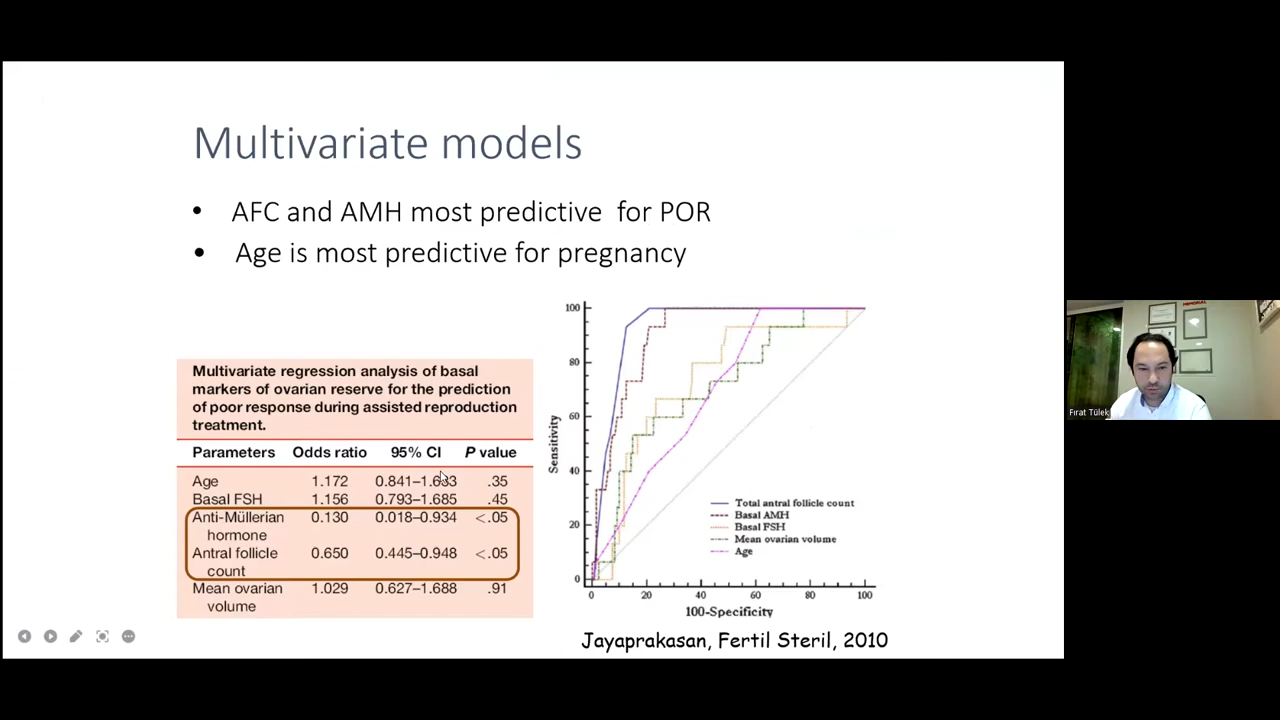 Multivariate models
• AFC and AMH most predictive for POR
• Age is most predictive for pregnancy
Multivariate regression analysis of basal
markers of ovarian reserve for the prediction
of poor response during assisted reproduction
treatment.
Parameters Odds ratio 95% CI P value
Age 1.172 0.841–1.633 .35
Basal FSH 1.156 0.793–1.685 .45
Anti-Müllerian 0.130 0.018–0.934 <.05
hormone
Antral follicle 0.650 0.445–0.948 <.05
count
Mean ovarian 1.029 0.627–1.688 .91
volume
Sensitivity
100
80
60
40
20
0
0 20 40 60 80 100
100-Specificity
Total antral follicle count
Basal AMH
Basal FSH
Mean ovarian volume
Age
Jayaprakasan, Fertil Steril, 2010
Fırat Tülek